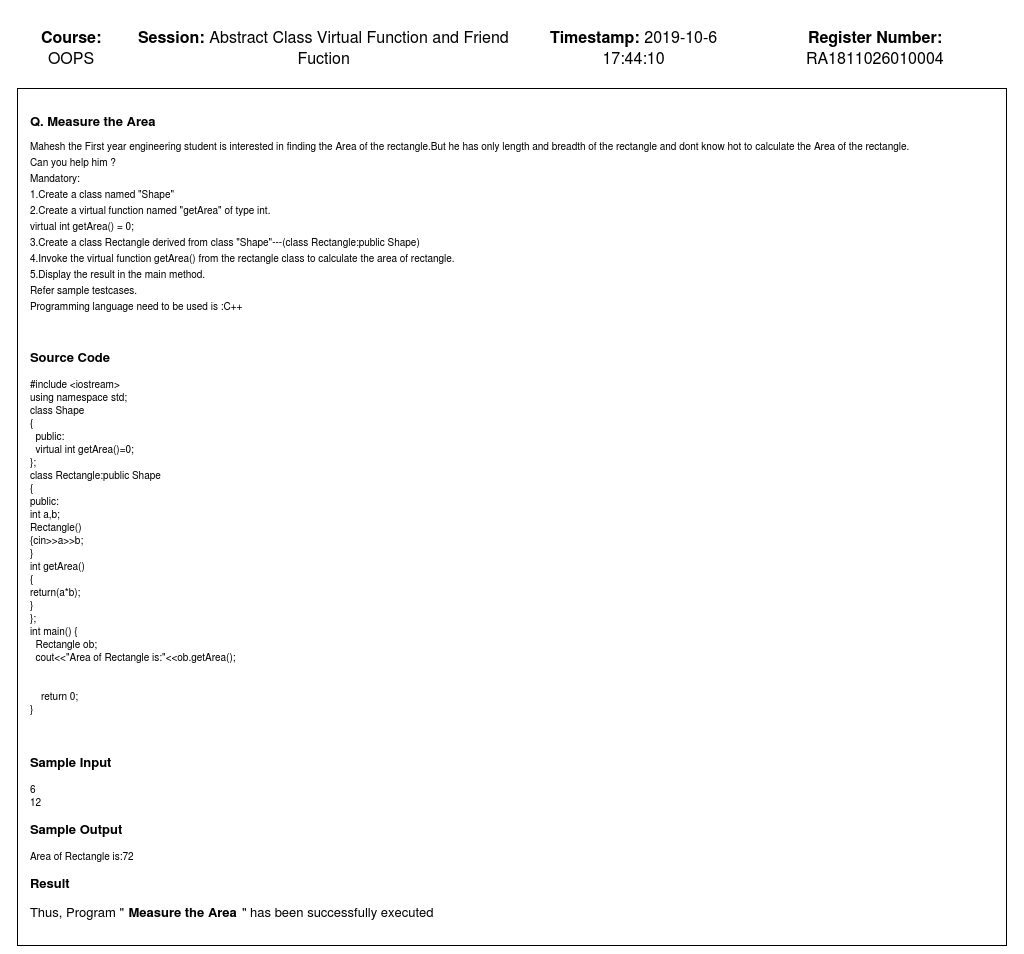 Course: OOPS
Session: Abstract Class Virtual Function and Friend Fuction
Timestamp: 2019-10-6 17:44:10
Register Number: RA1811026010004
Q. Measure the Area
Mahesh the First year engineering student is interested in finding the Area of the rectangle.But he has only length and breadth of the rectangle and dont know hot to calculate the Area of the rectangle.
Can you help him ?
Mandatory:
1.Create a class named "Shape"
2.Create a virtual function named "getArea" of type int.
virtual int getArea() = 0;
3.Create a class Rectangle derived from class "Shape"---(class Rectangle:public Shape)
4.Invoke the virtual function getArea() from the rectangle class to calculate the area of rectangle.
5.Display the result in the main method.
Refer sample testcases.
Programming language need to be used is :C++
Source Code
#include <iostream>
using namespace std;
class Shape
{
  public:
  virtual int getArea()=0;
};
class Rectangle:public Shape
{
public:
int a,b;
Rectangle()
{cin>>a>>b;
}
int getArea()
{
return(a*b);
}
};
int main() {
  Rectangle ob;
  cout<<"Area of Rectangle is:"<<ob.getArea();
    return 0;
}
Sample Input
6
12
Sample Output
Area of Rectangle is:72
Result
Thus, Program " Measure the Area " has been successfully executed